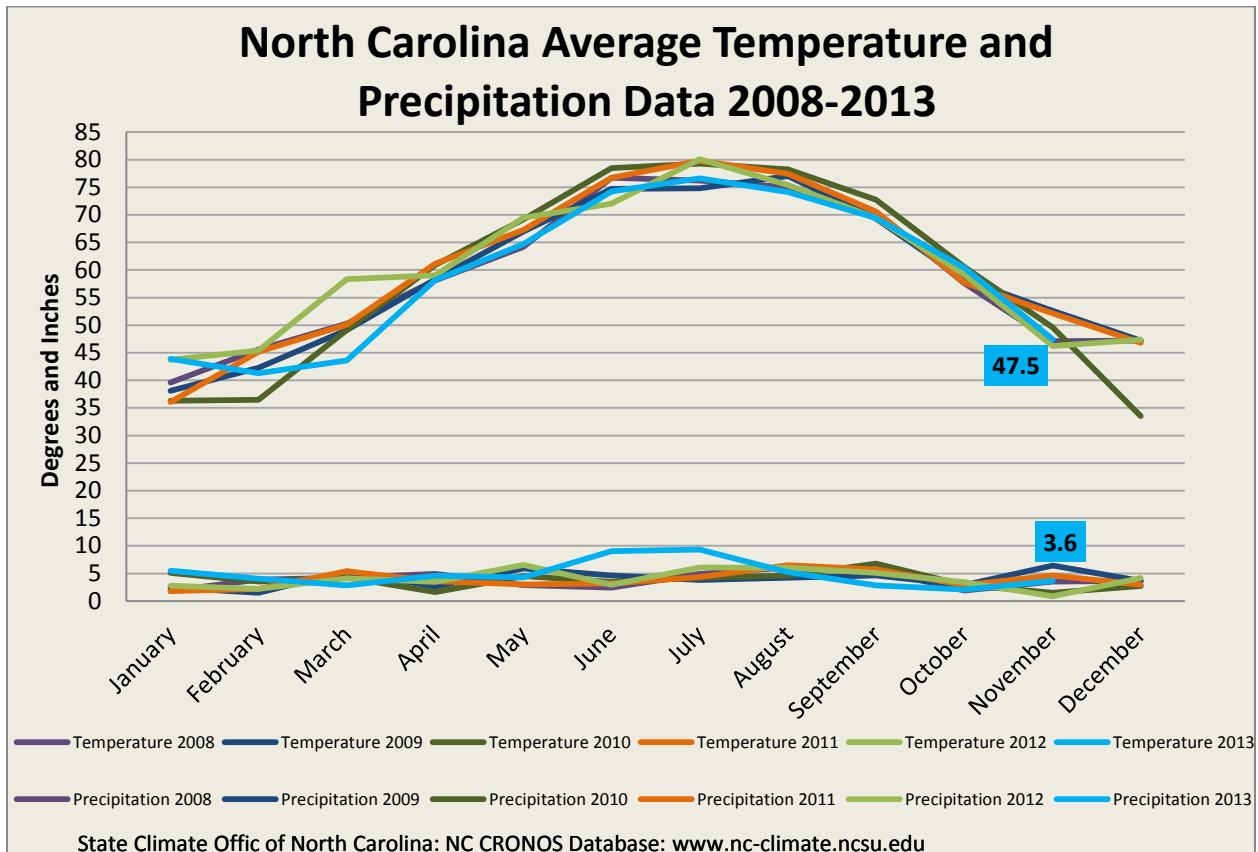 North Carolina Average Temperature and
Precipitation Data 2008-2013
Degrees and Inches
85
80
75
70
65
60
55
50
45
40
35
30
25
20
15
10
5
0
47.5
3.6
January
February
March
April
May
June
July
August
September
October
November
December
Temperature 2008 Temperature 2009 Temperature 2010 Temperature 2011 Temperature 2012 Temperature 2013
Precipitation 2008 Precipitation 2009 Precipitation 2010 Precipitation 2011 Precipitation 2012 Precipitation 2013
State Climate Offic of North Carolina: NC CRONOS Database: www.nc-climate.ncsu.edu